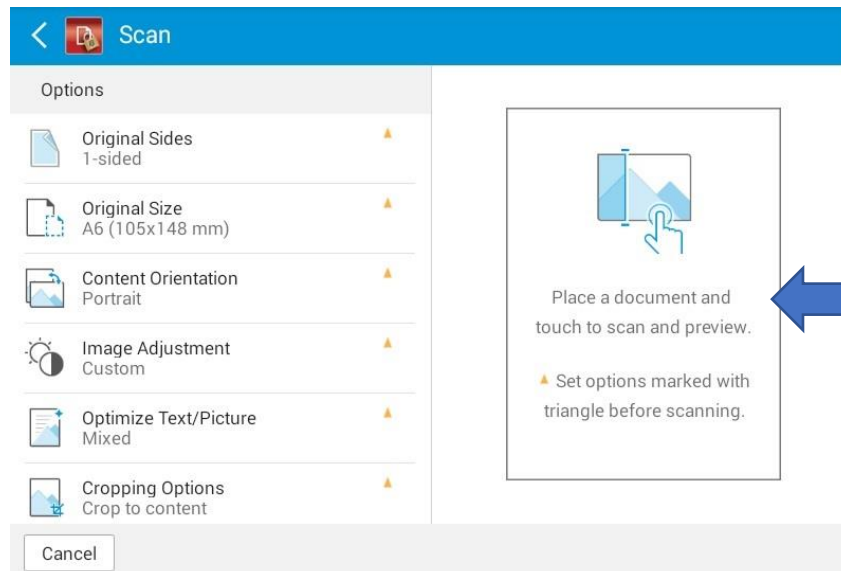 Scan
Options
Original Sides
1-sided
Original Size
A6 (105x148 mm)
Content Orientation
Portrait
Image Adjustment
Custom
Optimize Text/Picture
Mixed
Cropping Options
Crop to content
Place a document and
touch to scan and preview.
Set options marked with
triangle before scanning.
Cancel